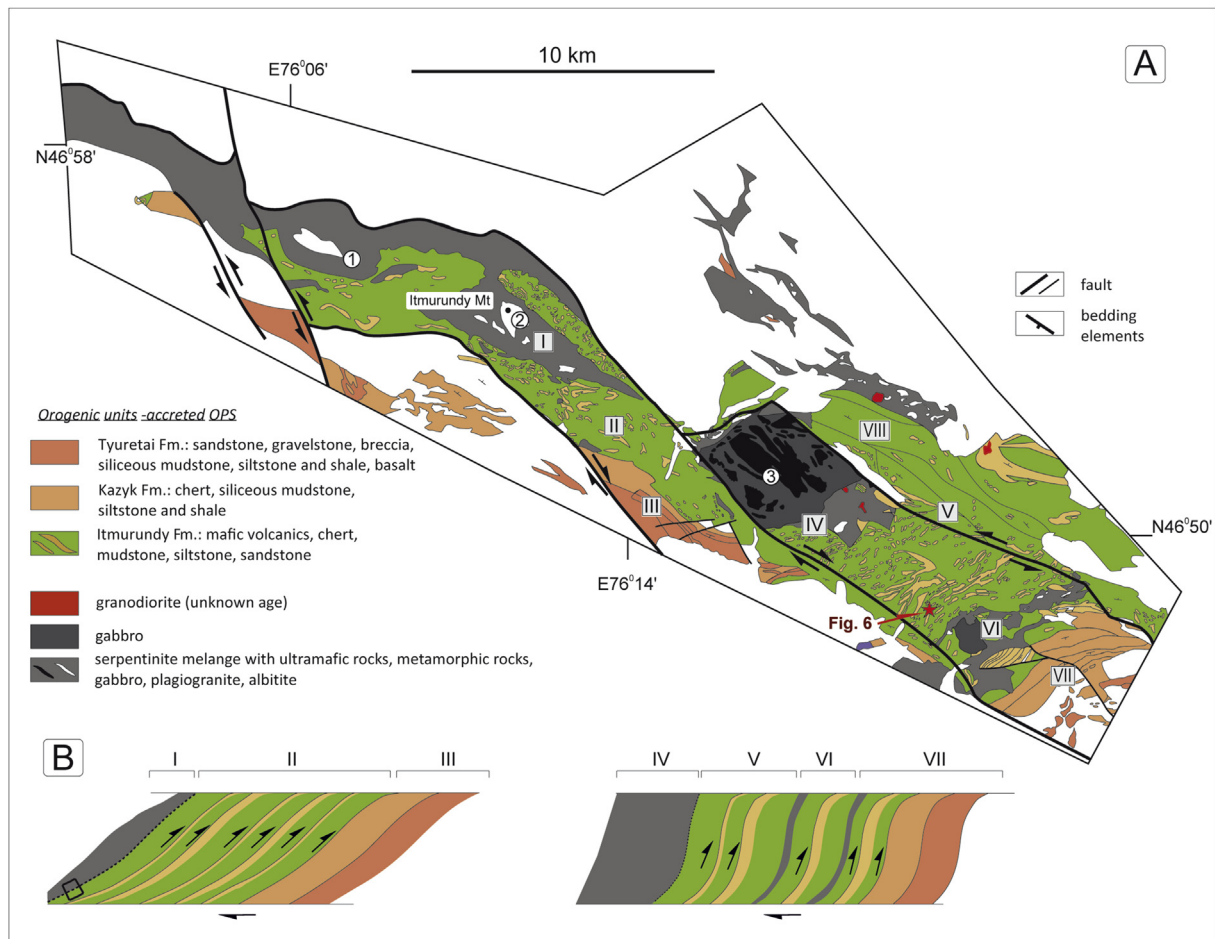 A
10 km
E76⁰06'
N46⁰58'
1
Itmurundy Mt
2
I
fault
bedding
elements
Orogenic units -accreted OPS
Tyuretai Fm.: sandstone, gravelstone, breccia,
siliceous mudstone, siltstone and shale, basalt
Kazyk Fm.: chert, siliceous mudstone,
siltstone and shale
Itmurundy Fm.: mafic volcanics, chert,
mudstone, siltstone, sandstone
granodiorite (unknown age)
gabbro
serpentinite melange with ultramafic rocks, metamorphic rocks,
gabbro, plagiogranite, albitite
II
VIII
3
III
IV
V
N46⁰50'
E76⁰14'
Fig. 6
VI
VII
B
I II III
IV V VI VII